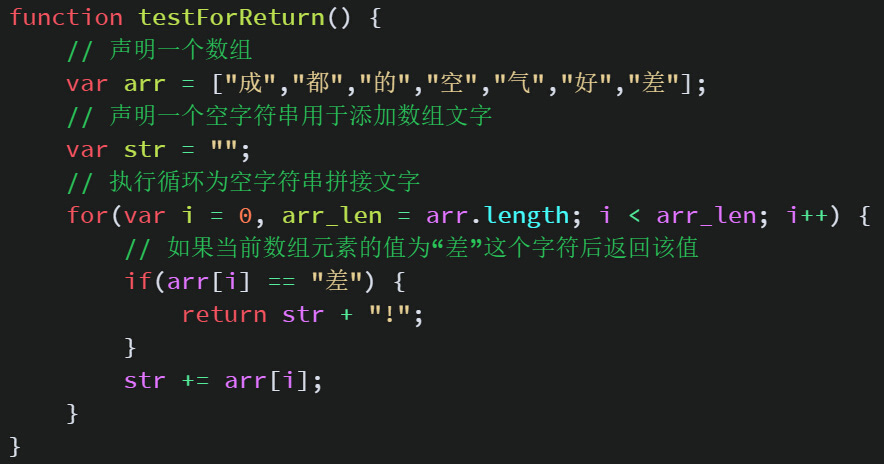 function testForReturn() {
    // 声明一个数组
    var arr = ["成","都","的","空","气","好","差"];
    // 声明一个空字符串用于添加数组文字
    var str = "";
    // 执行循环为空字符串拼接文字
    for(var i = 0, arr_len = arr.length; i < arr_len; i++) {
        // 如果当前数组元素的值为“差”这个字符后返回该值
        if(arr[i] == "差") {
            return str + "!";
        }
        str += arr[i];
    }
}